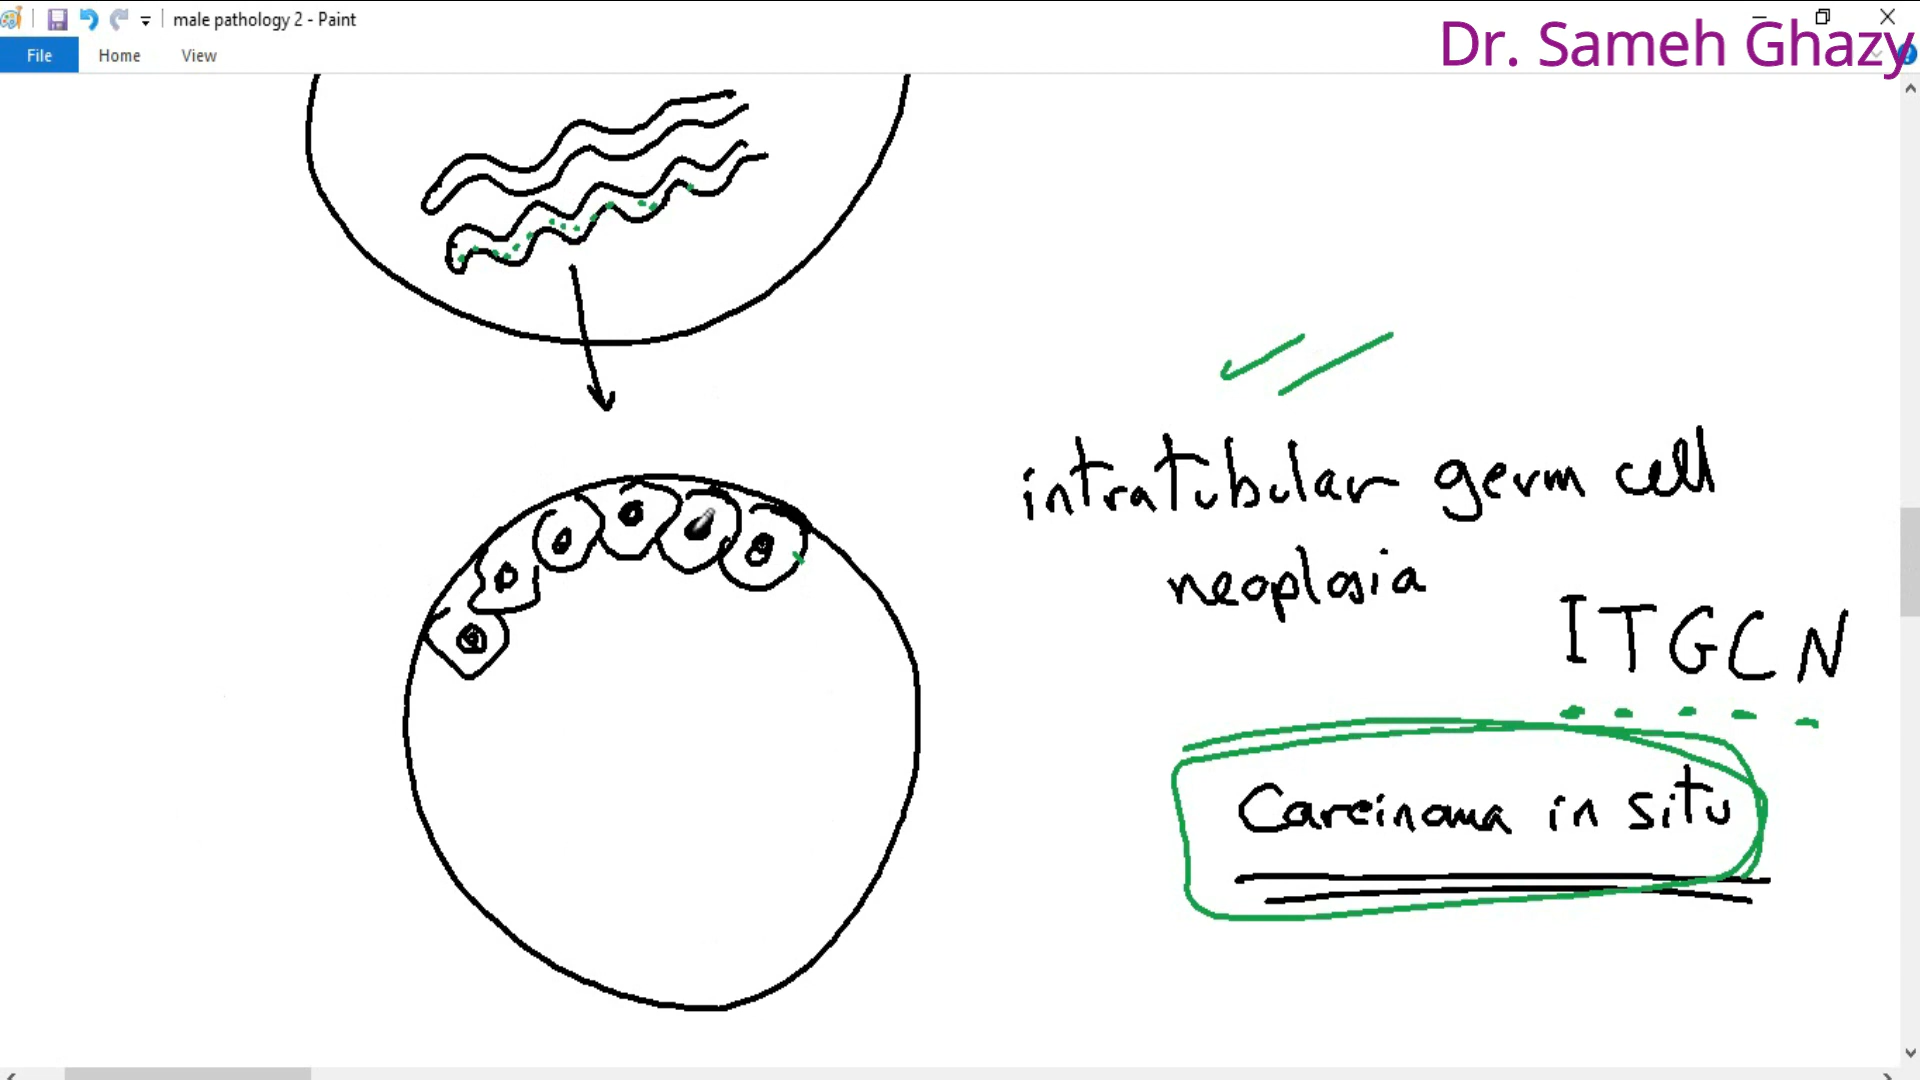 male pathology 2 - Paint
Dr. Sameh Ghazy
File Home View
intratubular germ cell
neoplasia
ITGCN
Carcinoma in situ